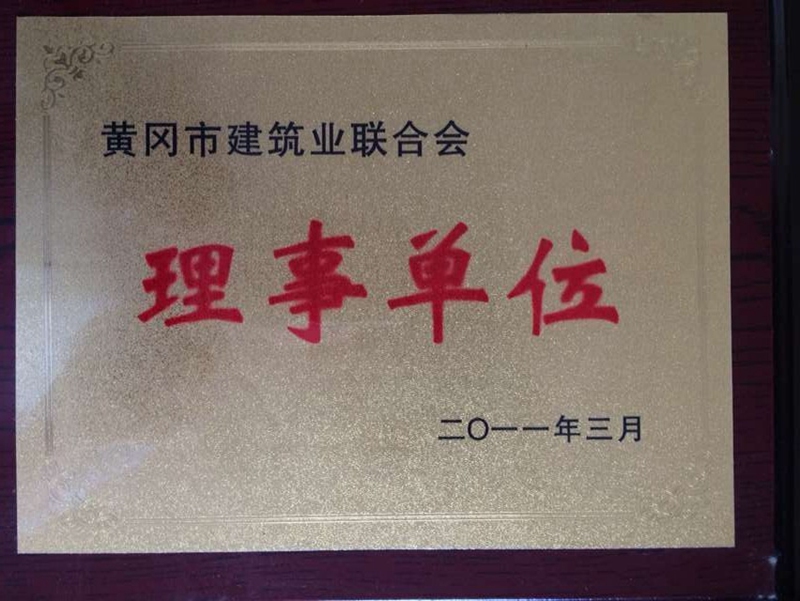 黄冈市建筑业联合会
理事单位
二〇一一年三月